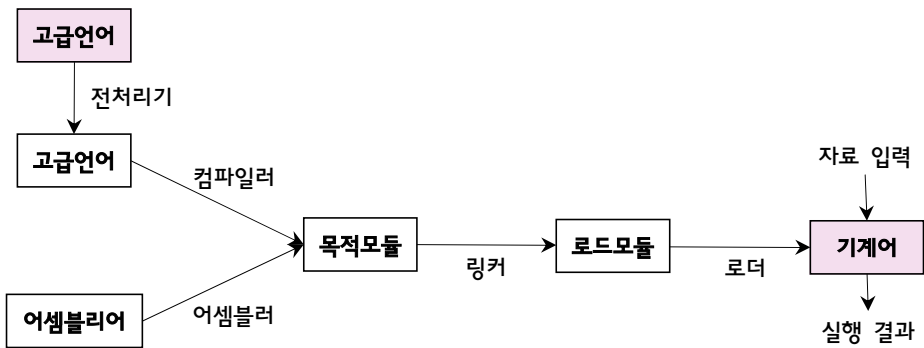 고급언어
전처리기
고급언어
컴파일러
자료 입력
목적모듈
링커
로드모듈
로더
기계어
어셈블리어
어셈블러
실행 결과